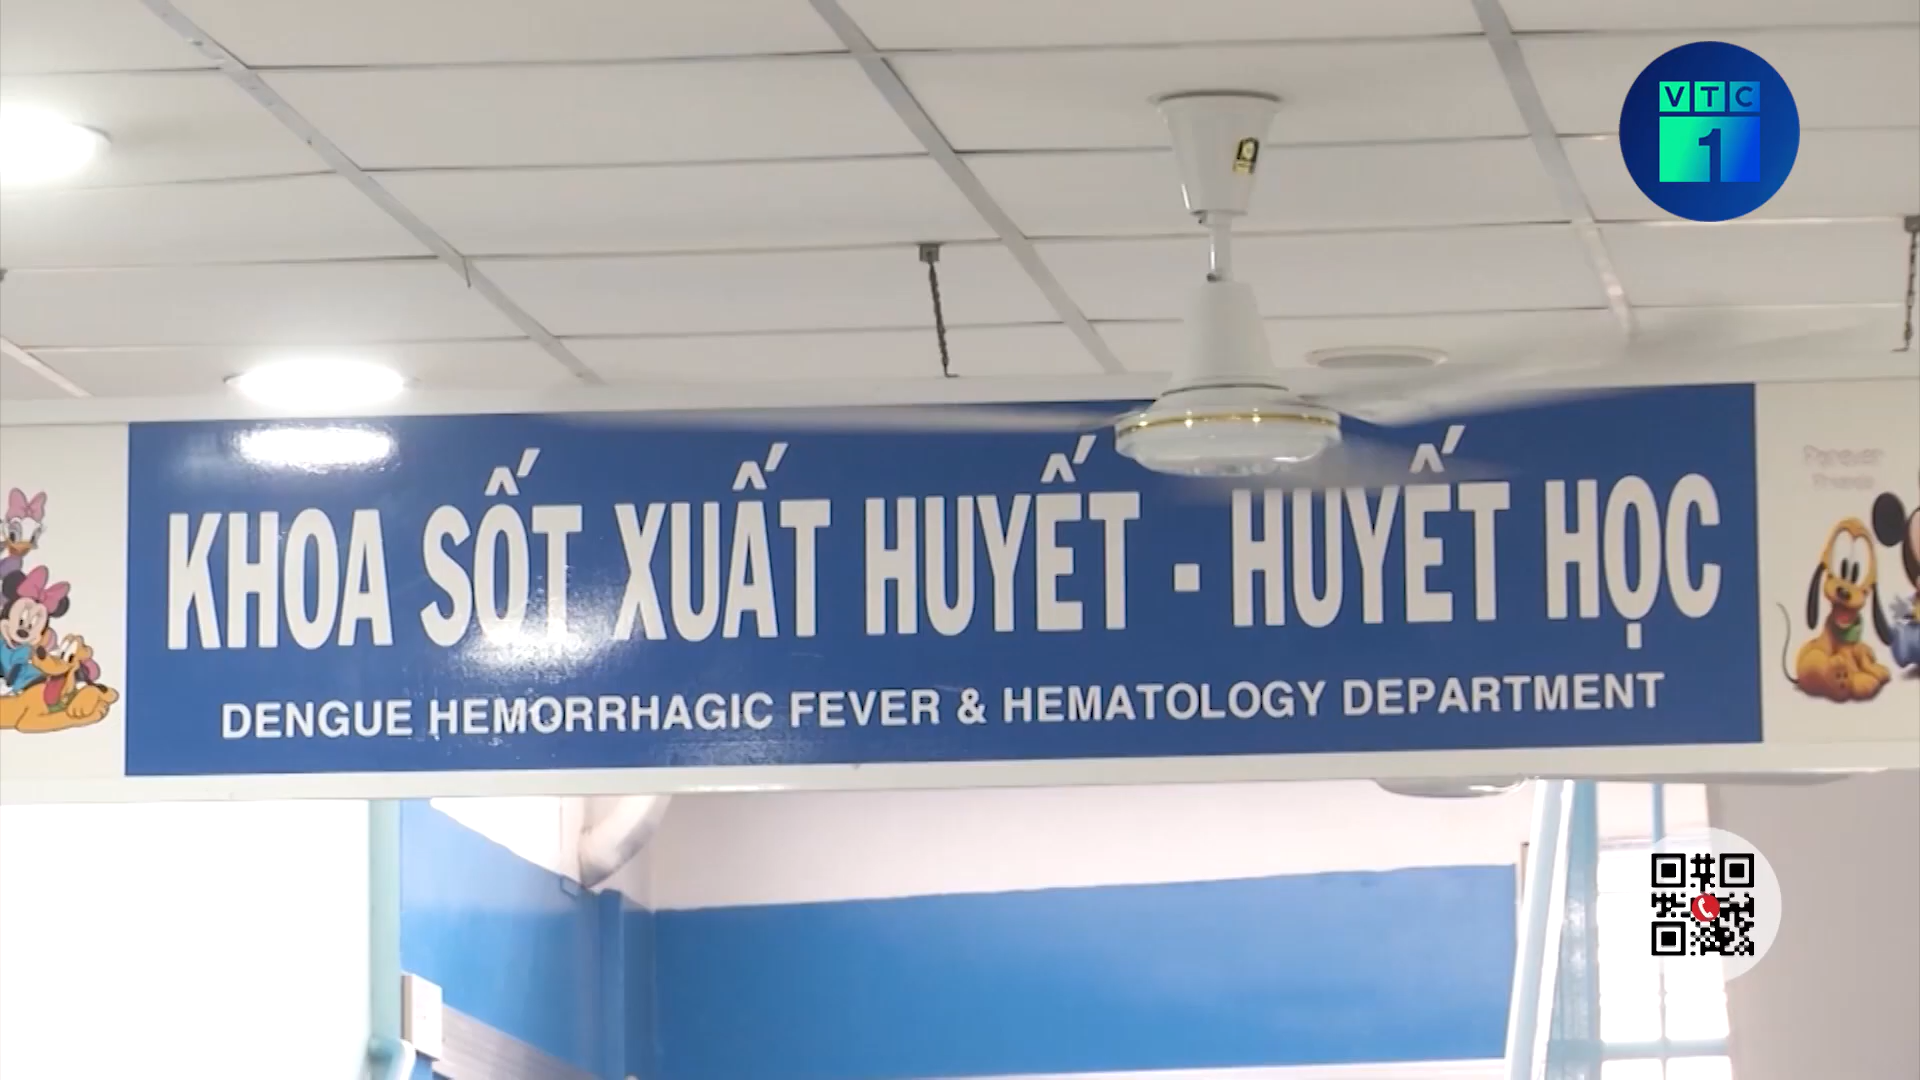 VTC
1
KHOA SỐT XUẤT HUYẾT - HUYẾT HỌC
DENGUE HEMORRHAGIC FEVER & HEMATOLOGY DEPARTMENT